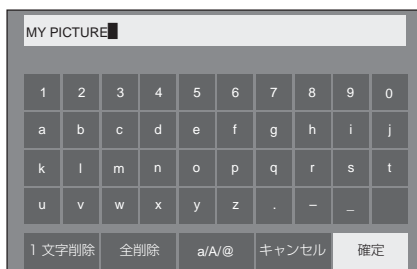 MY PICTURE
1 2 3 4 5 6 7 8 9 0
a b c d e f g h i j
k l m n o p q r s t
u v w x y z . – _
1 文字削除 全削除 a/A/@ キャンセル 確定